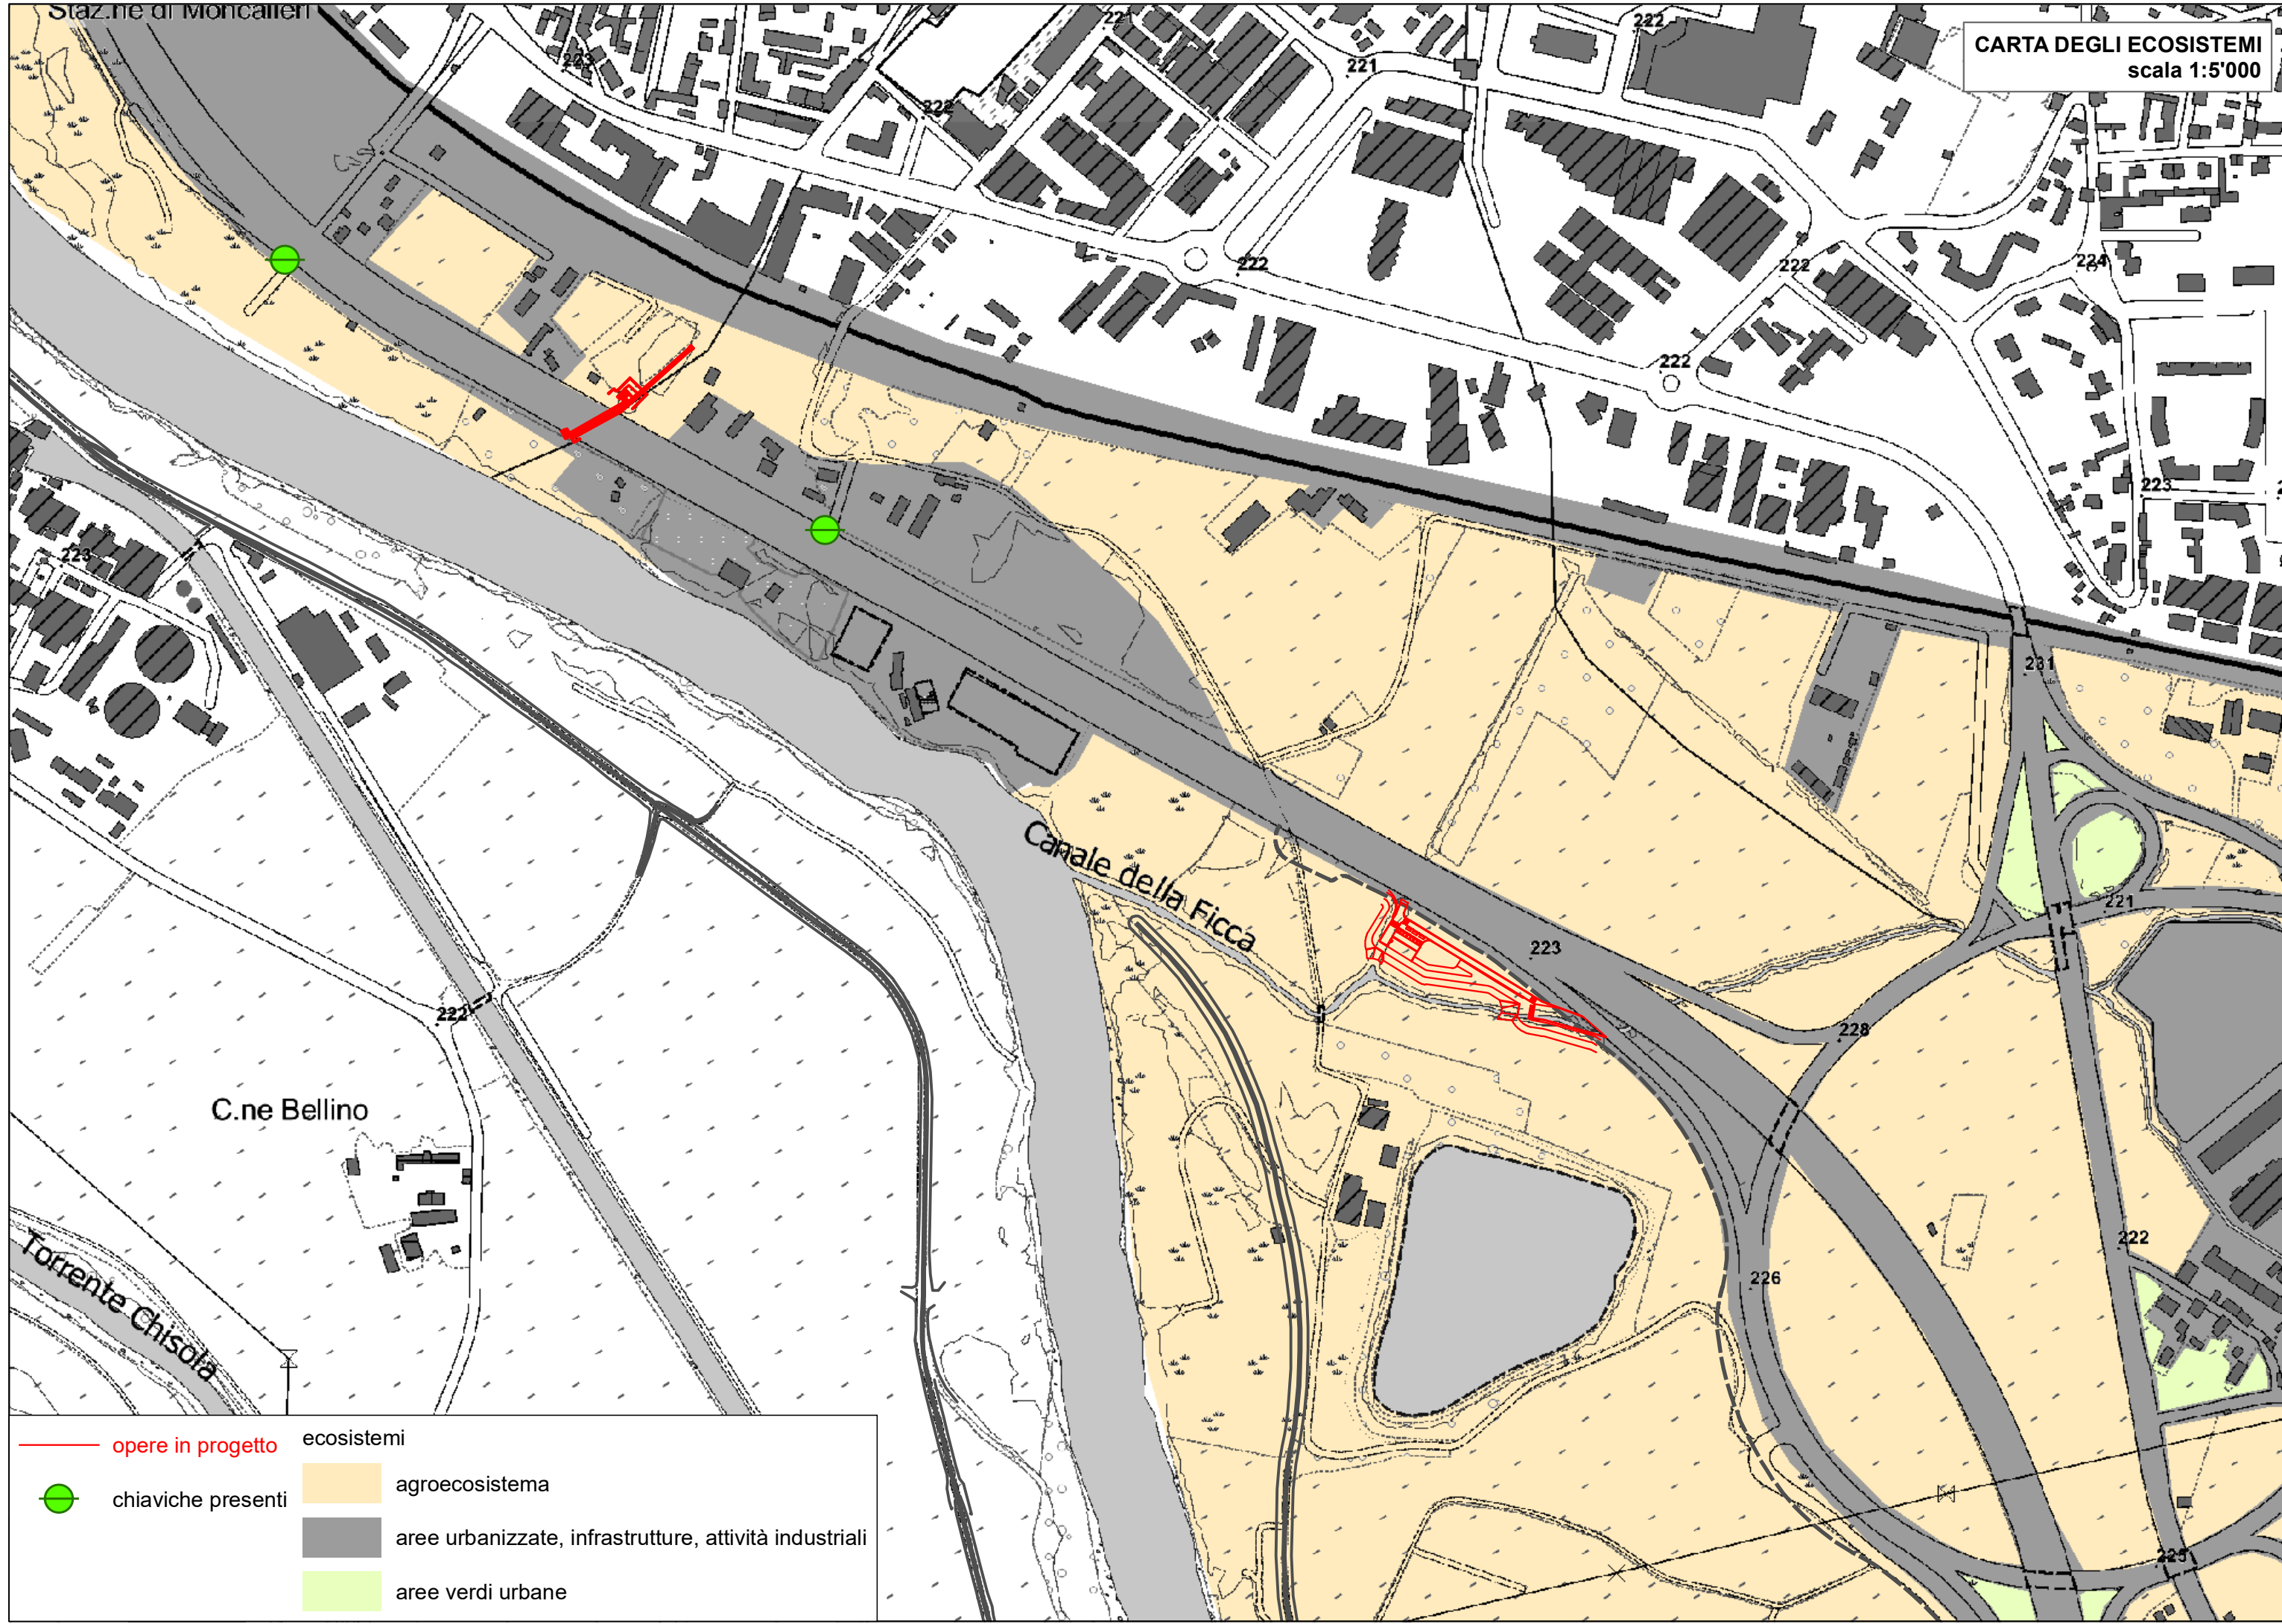 Staz.ne di Moncalieri
CARTA DEGLI ECOSISTEMI
scala 1:5'000
221
222
223
221
222
222
222
224
222
223
223
231
Canale della Ficca
221
223
228
222
C.ne Bellino
222
226
Torrente Chisola
225
opere in progetto
chiaviche presenti
ecosistemi
agroecosistema
aree urbanizzate, infrastrutture, attività industriali
aree verdi urbane